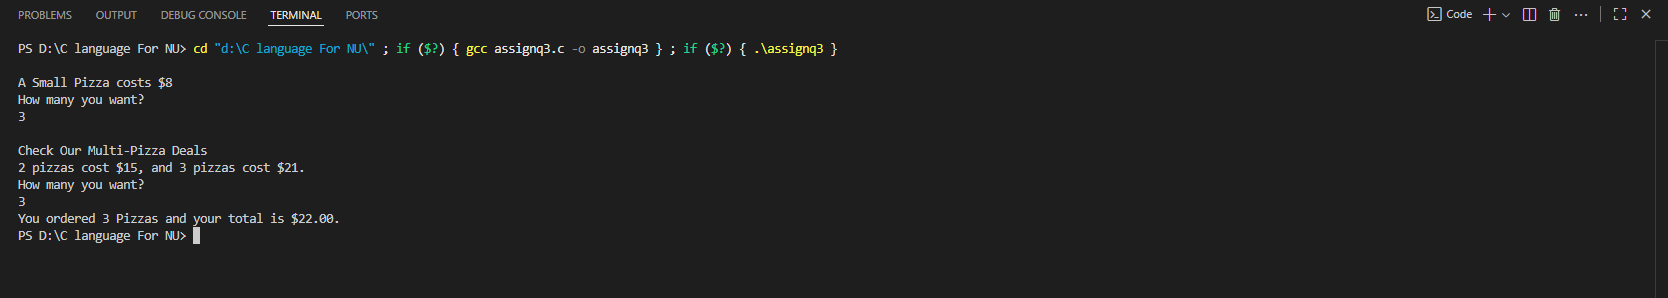 PROBLEMS OUTPUT DEBUG CONSOLE TERMINAL PORTS Code
PS D:\C language For NU> cd "d:\C language For NU\" ; if ($?) { gcc assignq3.c -o assignq3 } ; if ($?) { .\assignq3 }
A Small Pizza costs $8
How many you want?
3
Check Our Multi-Pizza Deals
2 pizzas cost $15, and 3 pizzas cost $21.
How many you want?
3
You ordered 3 Pizzas and your total is $22.00.
PS D:\C language For NU>